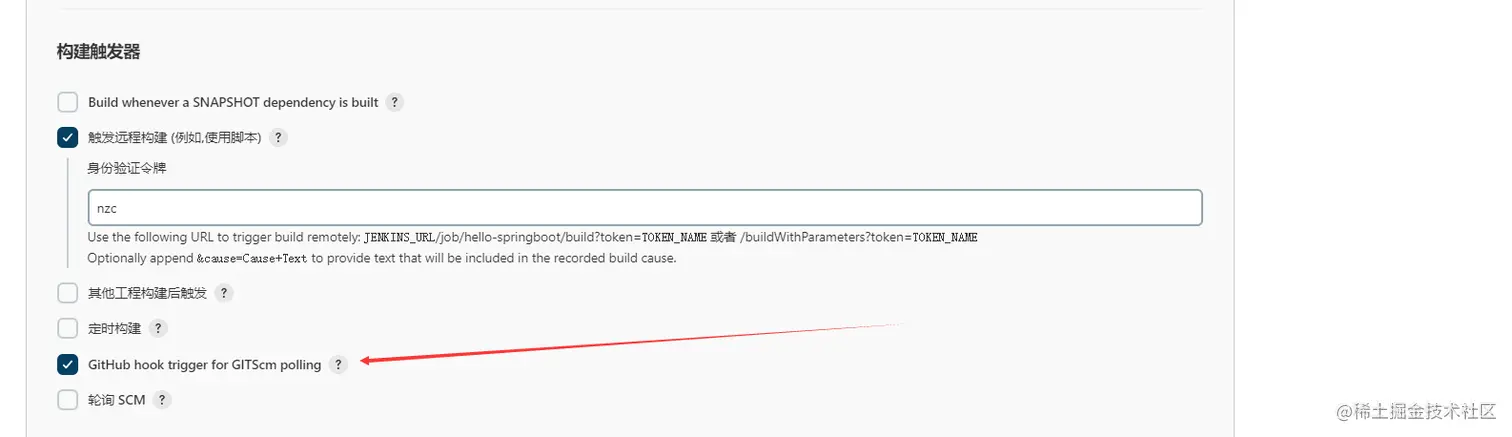 构建触发器
Build whenever a SNAPSHOT dependency is built ?
触发远程构建 (例如,使用脚本) ?
身份验证令牌
nzc
Use the following URL to trigger build remotely: JENKINS_URL/job/hello-springboot/build?token=TOKEN_NAME 或者 /buildWithParameters?token=TOKEN_NAME
Optionally append &cause=Cause+Text to provide text that will be included in the recorded build cause.
其他工程构建后触发 ?
定时构建 ?
GitHub hook trigger for GITScm polling ?
轮询 SCM ?
@稀土掘金技术社区